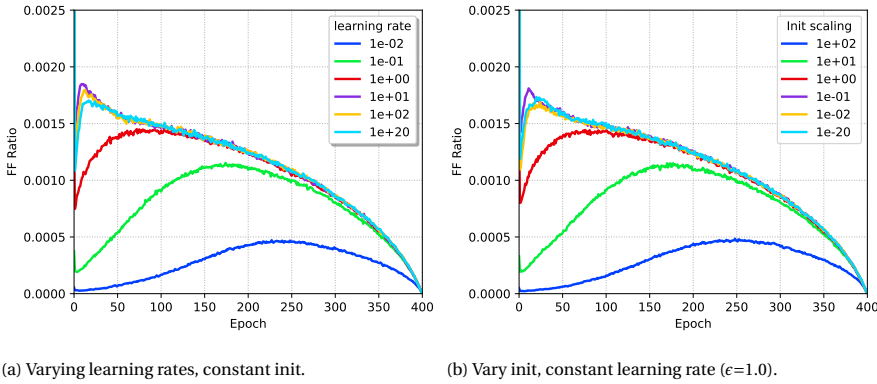 0.0025
0.0020
0.0015
0.0010
0.0005
0.0000
FF Ratio
learning rate
1e-02
1e-01
1e+00
1e+01
1e+02
1e+20
0 50 100 150 200 250 300 350 400
Epoch
(a) Varying learning rates, constant init.
0.0025
0.0020
0.0015
0.0010
0.0005
0.0000
FF Ratio
Init scaling
1e+02
1e+01
1e+00
1e-01
1e-02
1e-20
0 50 100 150 200 250 300 350 400
Epoch
(b) Vary init, constant learning rate (ϵ=1.0).